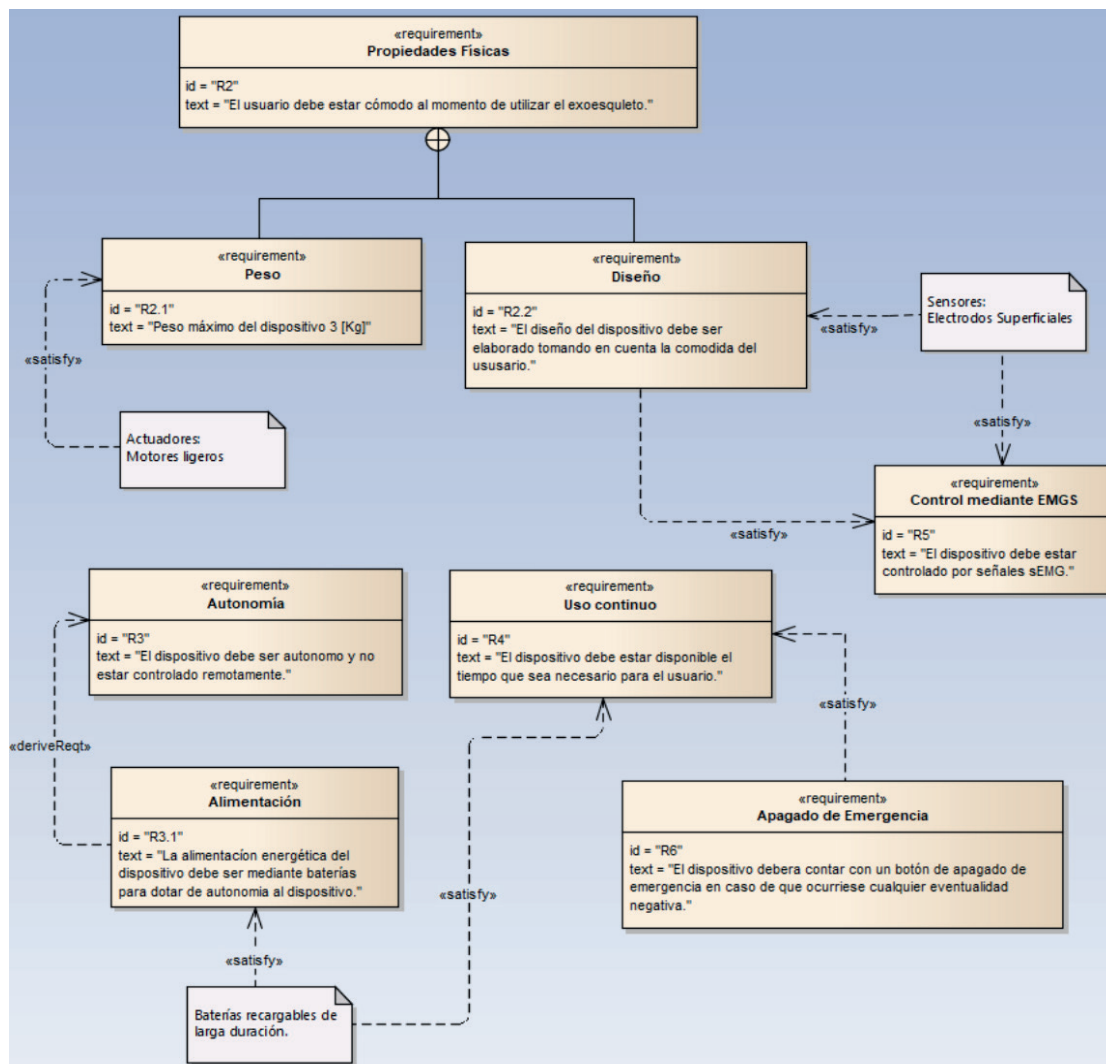 «requirement»
Propiedades Físicas
id = "R2"
text = "El usuario debe estar cómodo al momento de utilizar el exoesquleto."
«requirement»
Peso
id = "R2.1"
text = "Peso máximo del dispositivo 3 [Kg]"
«requirement»
Diseño
id = "R2.2"
text = "El diseño del dispositivo debe ser
elaborado tomando en cuenta la comodida del
ususario."
Sensores:
Electrodos Superficiales
«satisfy»
«satisfy»
Actuadores:
Motores ligeros
«satisfy»
«requirement»
Control mediante EMGS
id = "R5"
text = "El dispositivo debe estar
controlado por señales sEMG."
«satisfy»
«requirement»
Autonomía
id = "R3"
text = "El dispositivo debe ser autonomo y no
estar controlado remotamente."
«requirement»
Uso continuo
id = "R4"
text = "El dispositivo debe estar disponible el
tiempo que sea necesario para el usuario."
«satisfy»
«deriveReqt»
«requirement»
Alimentación
id = "R3.1"
text = "La alimentacíon energética del
dispositivo debe ser mediante baterías
para dotar de autonomia al dispositivo."
«requirement»
Apagado de Emergencia
id = "R6"
text = "El dispositivo debera contar con un botón de apagado de
emergencia en caso de que ocurriese cualquier eventualidad
negativa."
«satisfy»
«satisfy»
Baterías recargables de
larga duración.